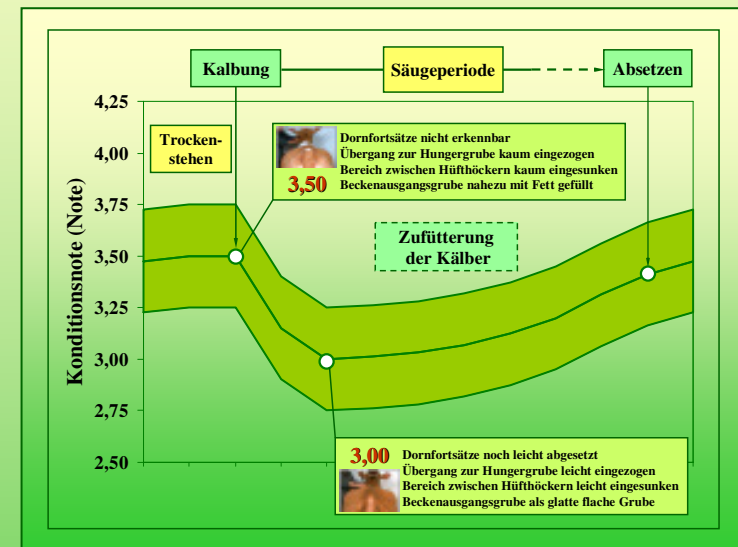 Kalbung
Säugeperiode
Absetzen
Konditionsnote (Note)
4,25
4,00
3,75
3,50
3,25
3,00
2,75
2,50
Trocken-
stehen
3,50
Dornfortsätze nicht erkennbar
Übergang zur Hungergrube kaum eingezogen
Bereich zwischen Hüfthöckern kaum eingesunken
Beckenausgangsgrube nahezu mit Fett gefüllt
Zufütterung
der Kälber
3,00
Dornfortsätze noch leicht abgesetzt
Übergang zur Hungergrube leicht eingezogen
Bereich zwischen Hüfthöckern leicht eingesunken
Beckenausgangsgrube als glatte flache Grube